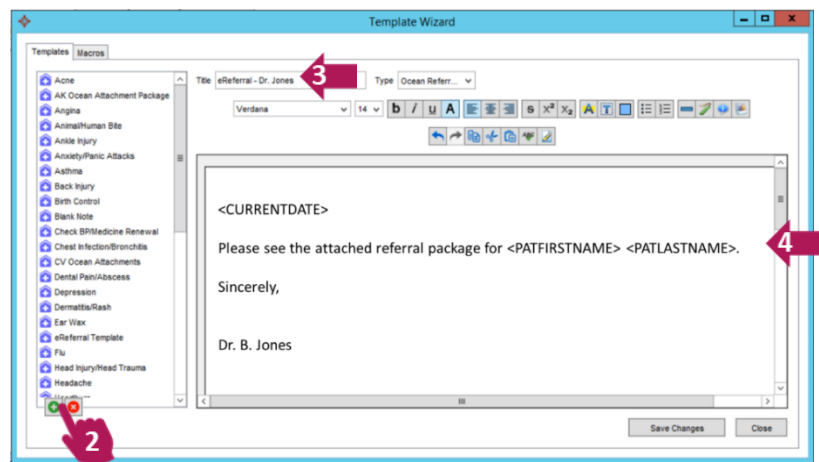 Template Wizard
Templates Macros
Title eReferral - Dr. Jones 3 Type Ocean Referr...
Verdana 14 b i U A S X² X₂ A T
Acne
AK Ocean Attachment Package
Angina
Animal/Human Bite
Ankle Injury
Anxiety/Panic Attacks
Asthma
Back Injury
Birth Control
Blank Note
Check BP/Medicine Renewal
Chest Infection/Bronchitis
CV Ocean Attachments
Dental Pain/Abscess
Depression
Dermatitis/Rash
Ear Wax
eReferral Template
Flu
Head Injury/Head Trauma
Headache
<CURRENTDATE>
Please see the attached referral package for <PATFIRSTNAME> <PATLASTNAME>. 4
Sincerely,
Dr. B. Jones
2
Save Changes Close